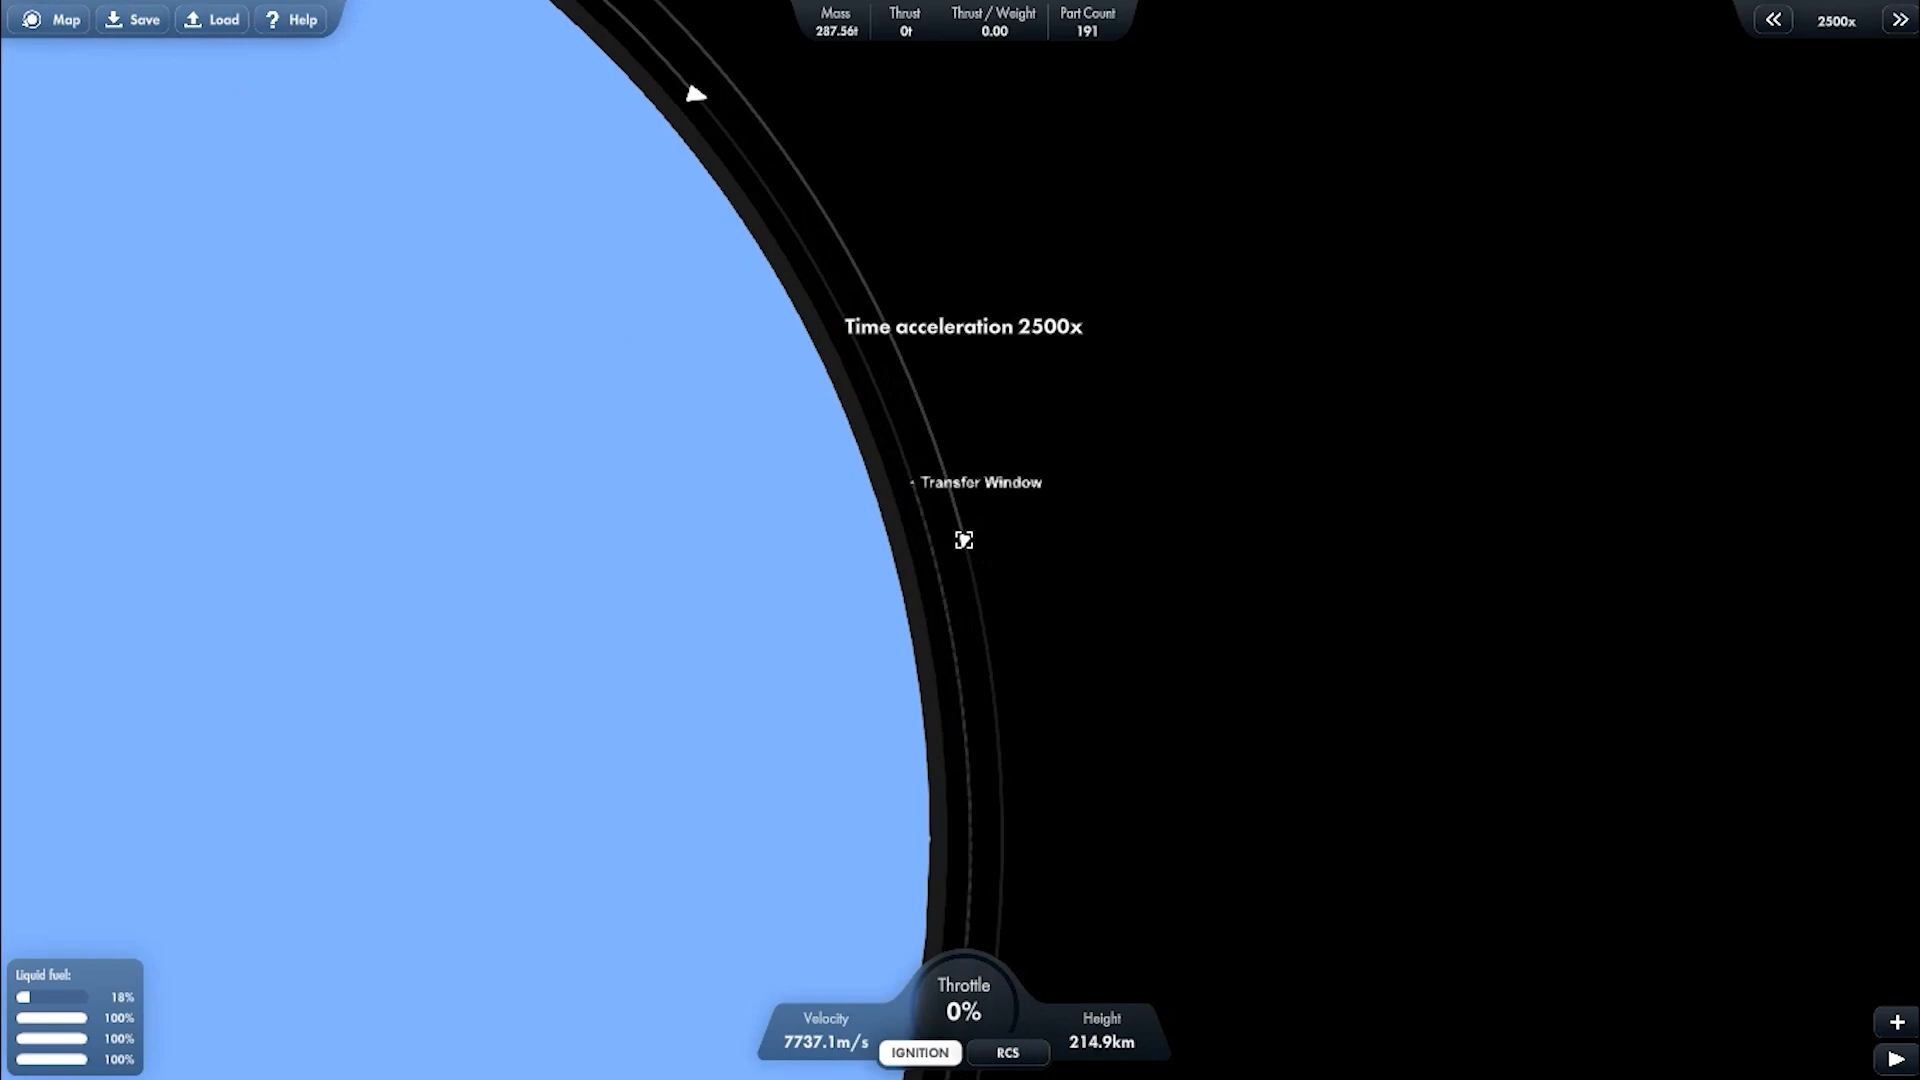 Map
Save
Load
Help
Mass
287.56t
Thrust
0t
Thrust / Weight
0.00
Part Count
191
2500x
Time acceleration 2500x
Transfer Window
Liquid fuel:
18%
100%
100%
100%
Throttle
0%
Velocity
7737.1m/s
IGNITION
RCS
Height
214.9km